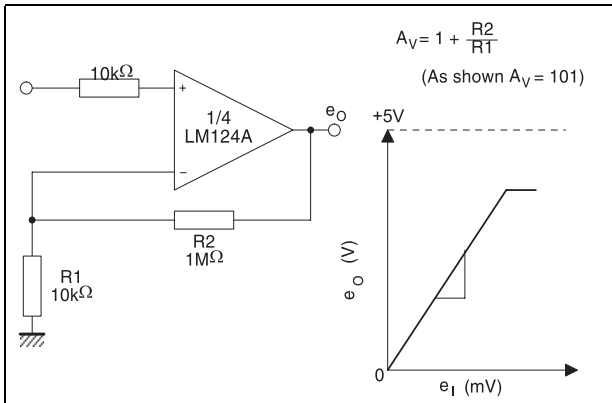 A_V = 1 + R2/R1
(As shown A_V = 101)
10kΩ
+
1/4
LM124A
−
e_O
R2
1MΩ
R1
10kΩ
+5V
e_O (V)
0
e_I (mV)